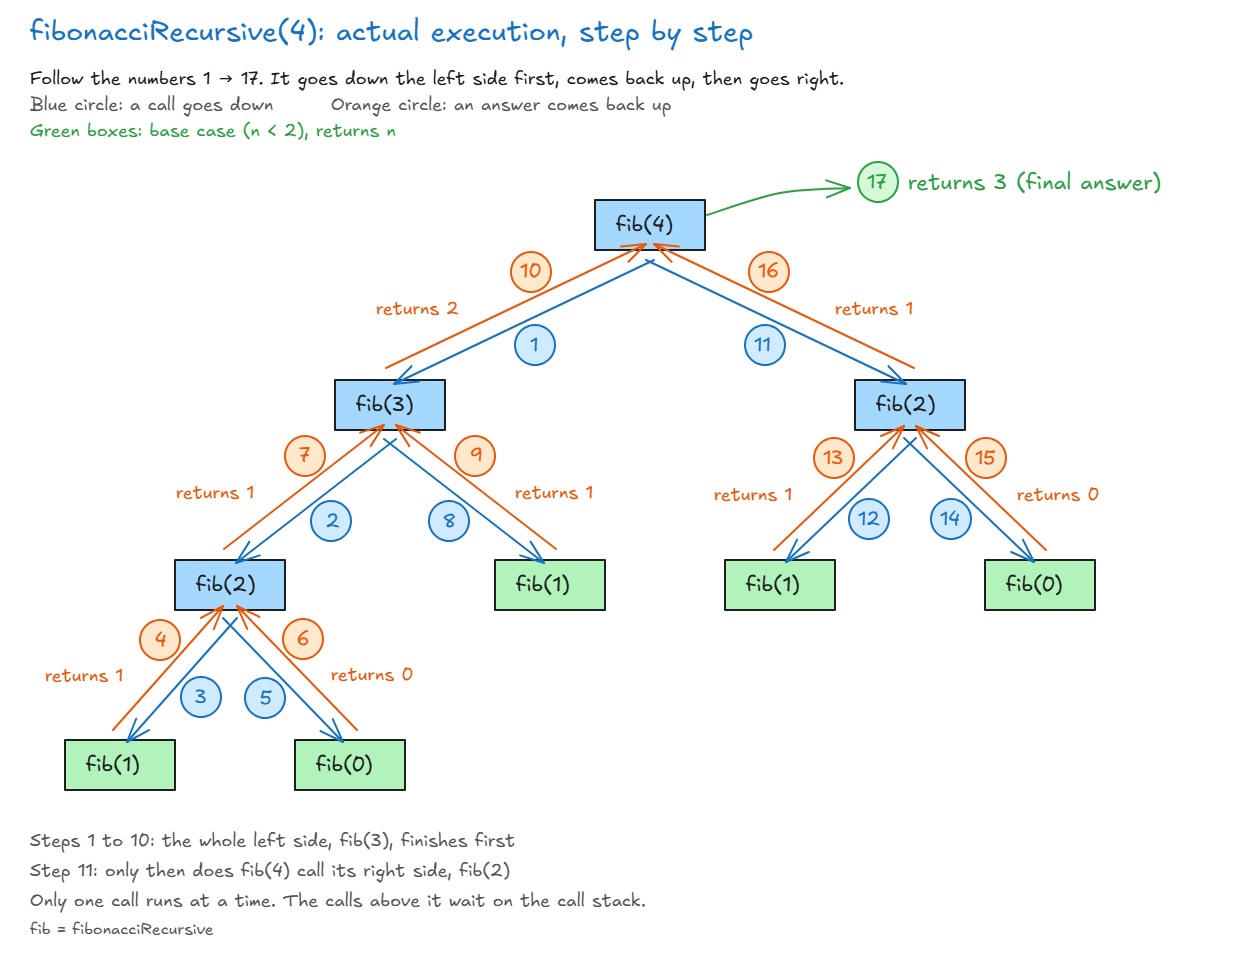 fibonacciRecursive(4): actual execution, step by step
Follow the numbers 1 → 17. It goes down the left side first, comes back up, then goes right.
Blue circle: a call goes down
Orange circle: an answer comes back up
Green boxes: base case (n < 2), returns n
17
returns 3 (final answer)
fib(4)
10
16
returns 2
returns 1
1
11
fib(3)
fib(2)
7
9
13
15
returns 1
returns 1
returns 1
returns 0
2
8
12
14
fib(2)
fib(1)
fib(1)
fib(0)
4
6
returns 1
returns 0
3
5
fib(1)
fib(0)
Steps 1 to 10: the whole left side, fib(3), finishes first
Step 11: only then does fib(4) call its right side, fib(2)
Only one call runs at a time. The calls above it wait on the call stack.
fib = fibonacciRecursive